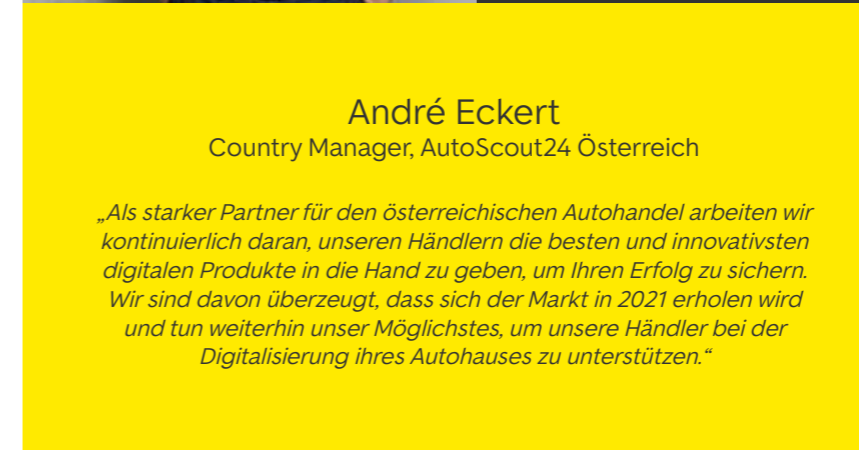 André Eckert
Country Manager, AutoScout24 Österreich
„Als starker Partner für den österreichischen Autohandel arbeiten wir
kontinuierlich daran, unseren Händlern die besten und innovativsten
digitalen Produkte in die Hand zu geben, um Ihren Erfolg zu sichern.
Wir sind davon überzeugt, dass sich der Markt in 2021 erholen wird
und tun weiterhin unser Möglichstes, um unsere Händler bei der
Digitalisierung ihres Autohauses zu unterstützen.“